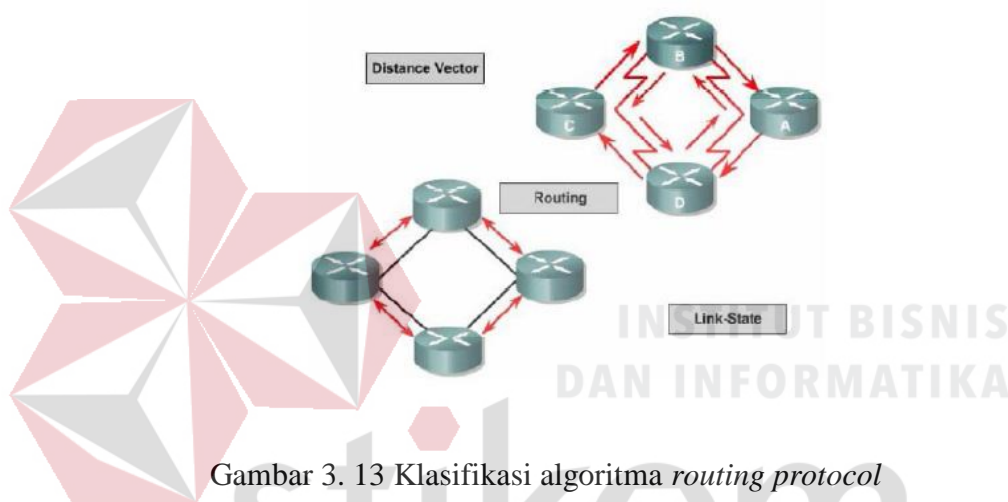 Distance Vector
B
C
A
D
Routing
Link-State
INSTITUT BISNIS
DAN INFORMATIKA
Gambar 3. 13 Klasifikasi algoritma routing protocol
stikom